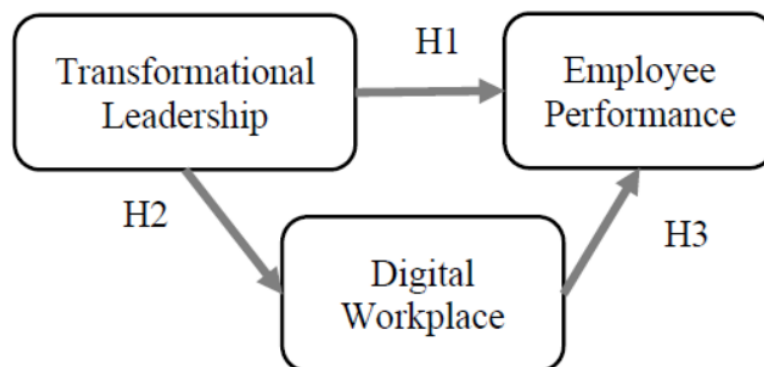 Transformational
Leadership
H1
Employee
Performance
H2
Digital
Workplace
H3